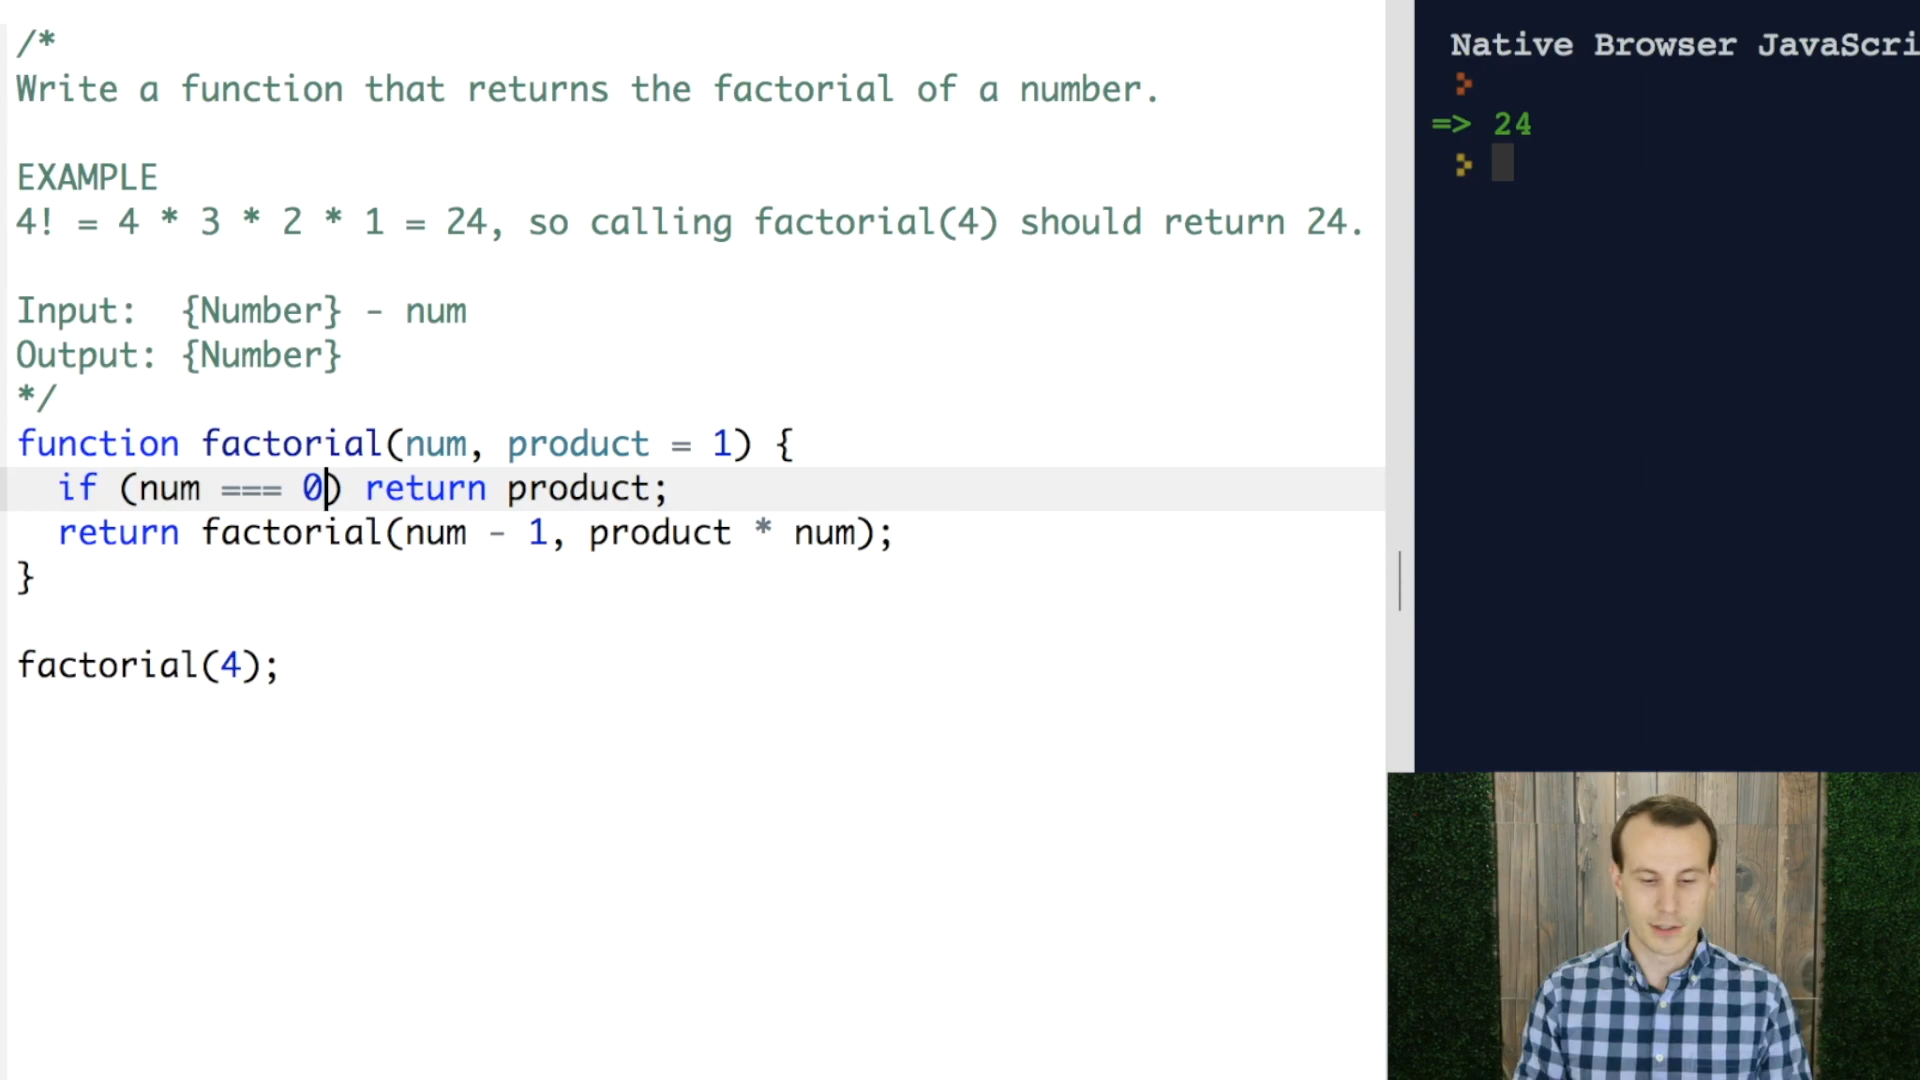 /*
Write a function that returns the factorial of a number.
EXAMPLE
4! = 4 * 3 * 2 * 1 = 24, so calling factorial(4) should return 24.
Input:  {Number} - num
Output: {Number}
*/
function factorial(num, product = 1) {
  if (num === 0) return product;
  return factorial(num - 1, product * num);
}
factorial(4);
Native Browser JavaScri
=> 24